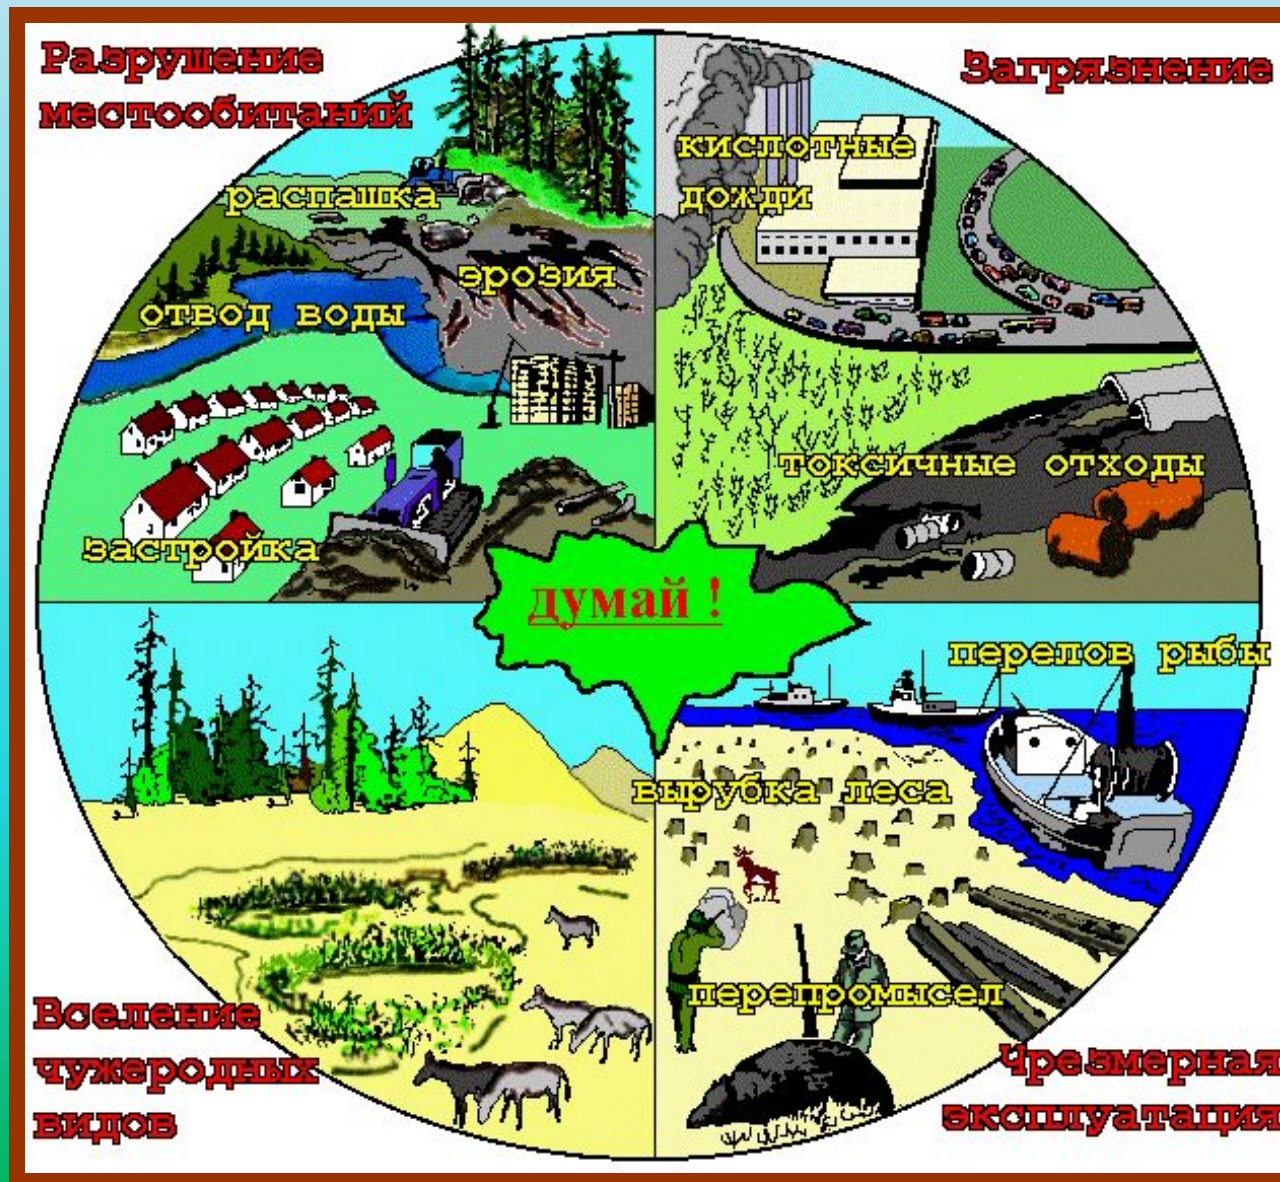 Разрушение
местообитаний
распашка
эрозия
отвод воды
застройка
Загрязнение
кислотные
дожди
токсичные отходы
думай !
Вселение
чужеродных
видов
перелов рыбы
вырубка леса
перепромысел
Чрезмерная
эксплуатация